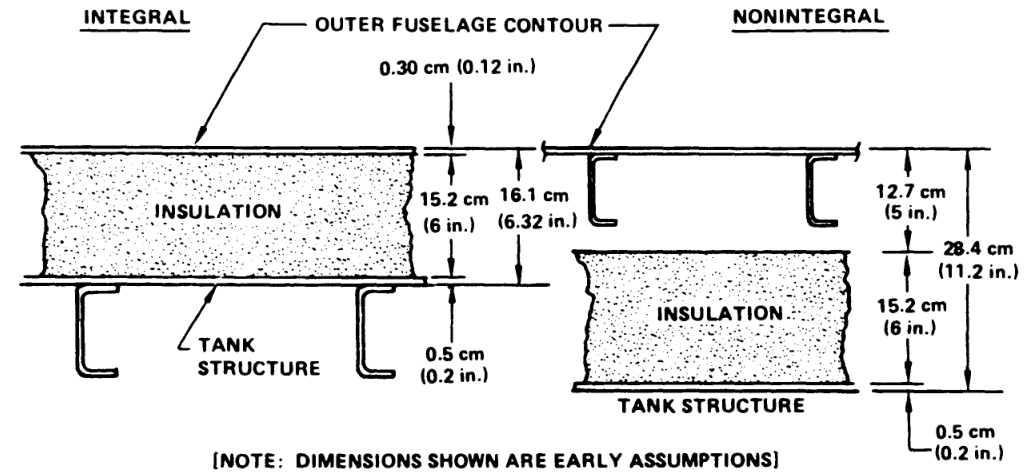 INTEGRAL
OUTER FUSELAGE CONTOUR
NONINTEGRAL
0.30 cm (0.12 in.)
INSULATION
15.2 cm
(6 in.)
16.1 cm
(6.32 in.)
TANK
STRUCTURE
0.5 cm
(0.2 in.)
12.7 cm
(5 in.)
28.4 cm
(11.2 in.)
INSULATION
15.2 cm
(6 in.)
TANK STRUCTURE
0.5 cm
(0.2 in.)
[NOTE: DIMENSIONS SHOWN ARE EARLY ASSUMPTIONS]